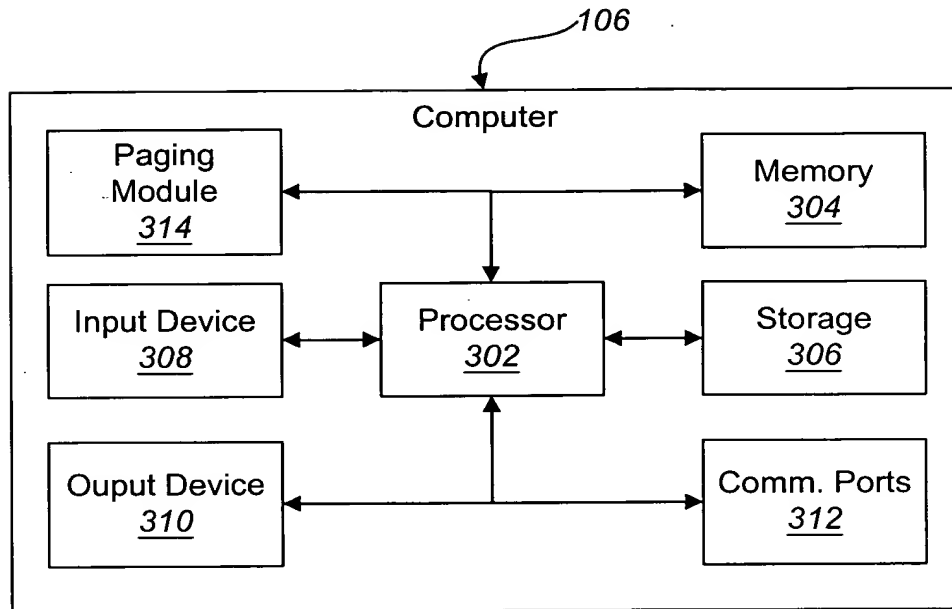 106
Computer
Paging
Module
314
Memory
304
Input Device
308
Processor
302
Storage
306
Ouput Device
310
Comm. Ports
312